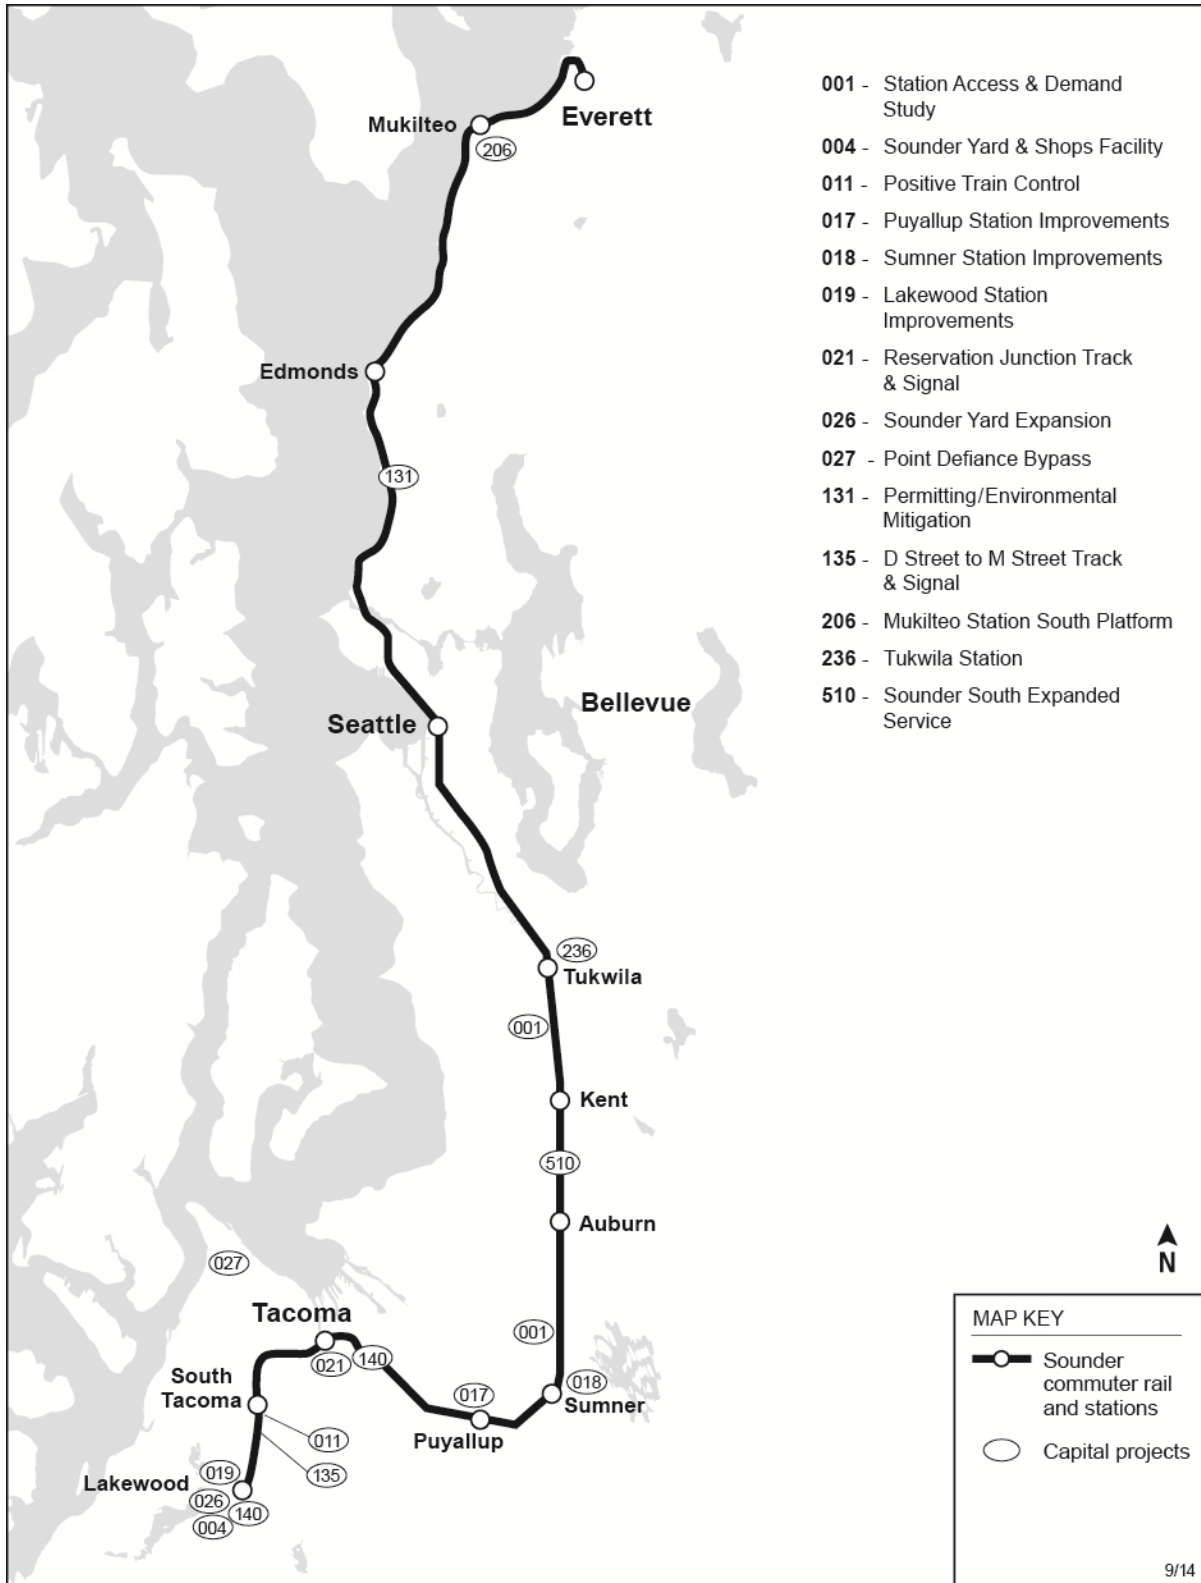 Everett
Mukilteo
206
Edmonds
131
Seattle
Bellevue
236
Tukwila
001
Kent
510
Auburn
027
Tacoma
001
021
140
South
Tacoma
018
Sumner
017
Puyallup
011
135
Lakewood
019
026
140
004
001 - Station Access & Demand
Study
004 - Sounder Yard & Shops Facility
011 - Positive Train Control
017 - Puyallup Station Improvements
018 - Sumner Station Improvements
019 - Lakewood Station
Improvements
021 - Reservation Junction Track
& Signal
026 - Sounder Yard Expansion
027 - Point Defiance Bypass
131 - Permitting/Environmental
Mitigation
135 - D Street to M Street Track
& Signal
206 - Mukilteo Station South Platform
236 - Tukwila Station
510 - Sounder South Expanded
Service
N
MAP KEY
Sounder
commuter rail
and stations
Capital projects
9/14